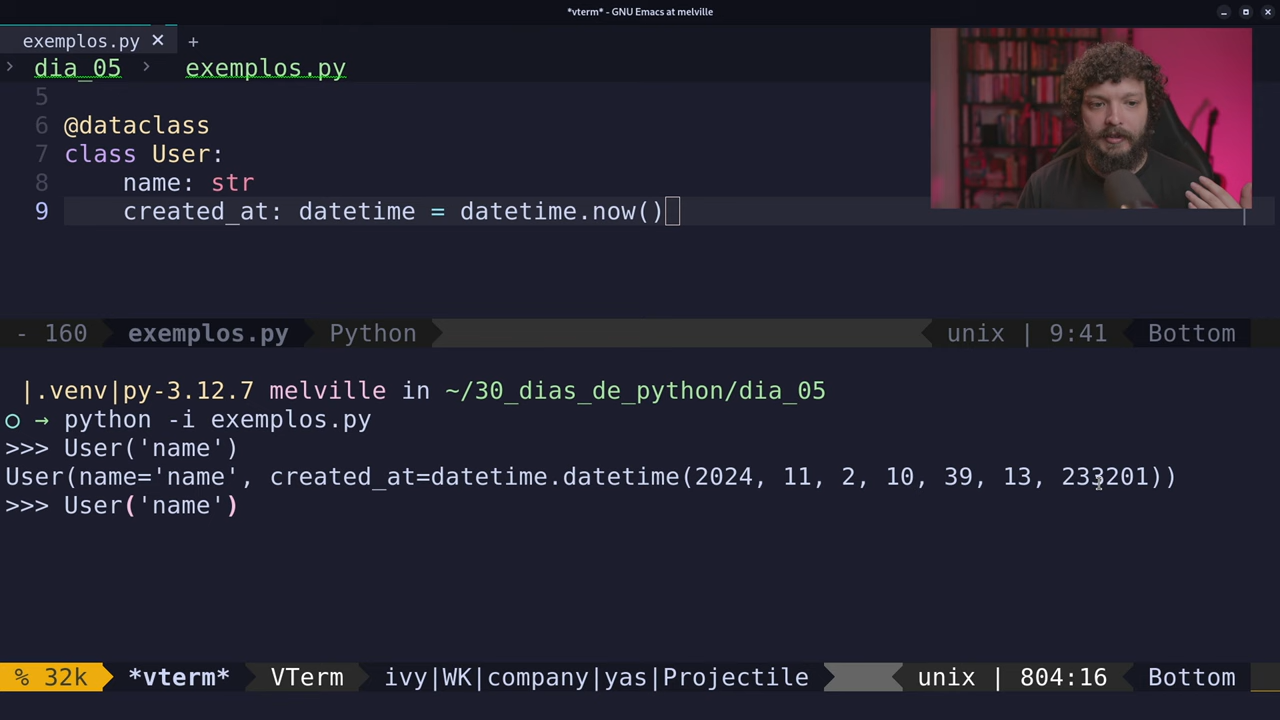 *vterm* - GNU Emacs at melville
exemplos.py ✕ +
› dia_05 › exemplos.py
5
6 @dataclass
7 class User:
8     name: str
9     created_at: datetime = datetime.now()
- 160 exemplos.py Python unix | 9:41 Bottom
|.venv|py-3.12.7 melville in ~/30_dias_de_python/dia_05
○ → python -i exemplos.py
>>> User('name')
User(name='name', created_at=datetime.datetime(2024, 11, 2, 10, 39, 13, 233201))
>>> User('name')
% 32k *vterm* VTerm ivy|WK|company|yas|Projectile unix | 804:16 Bottom